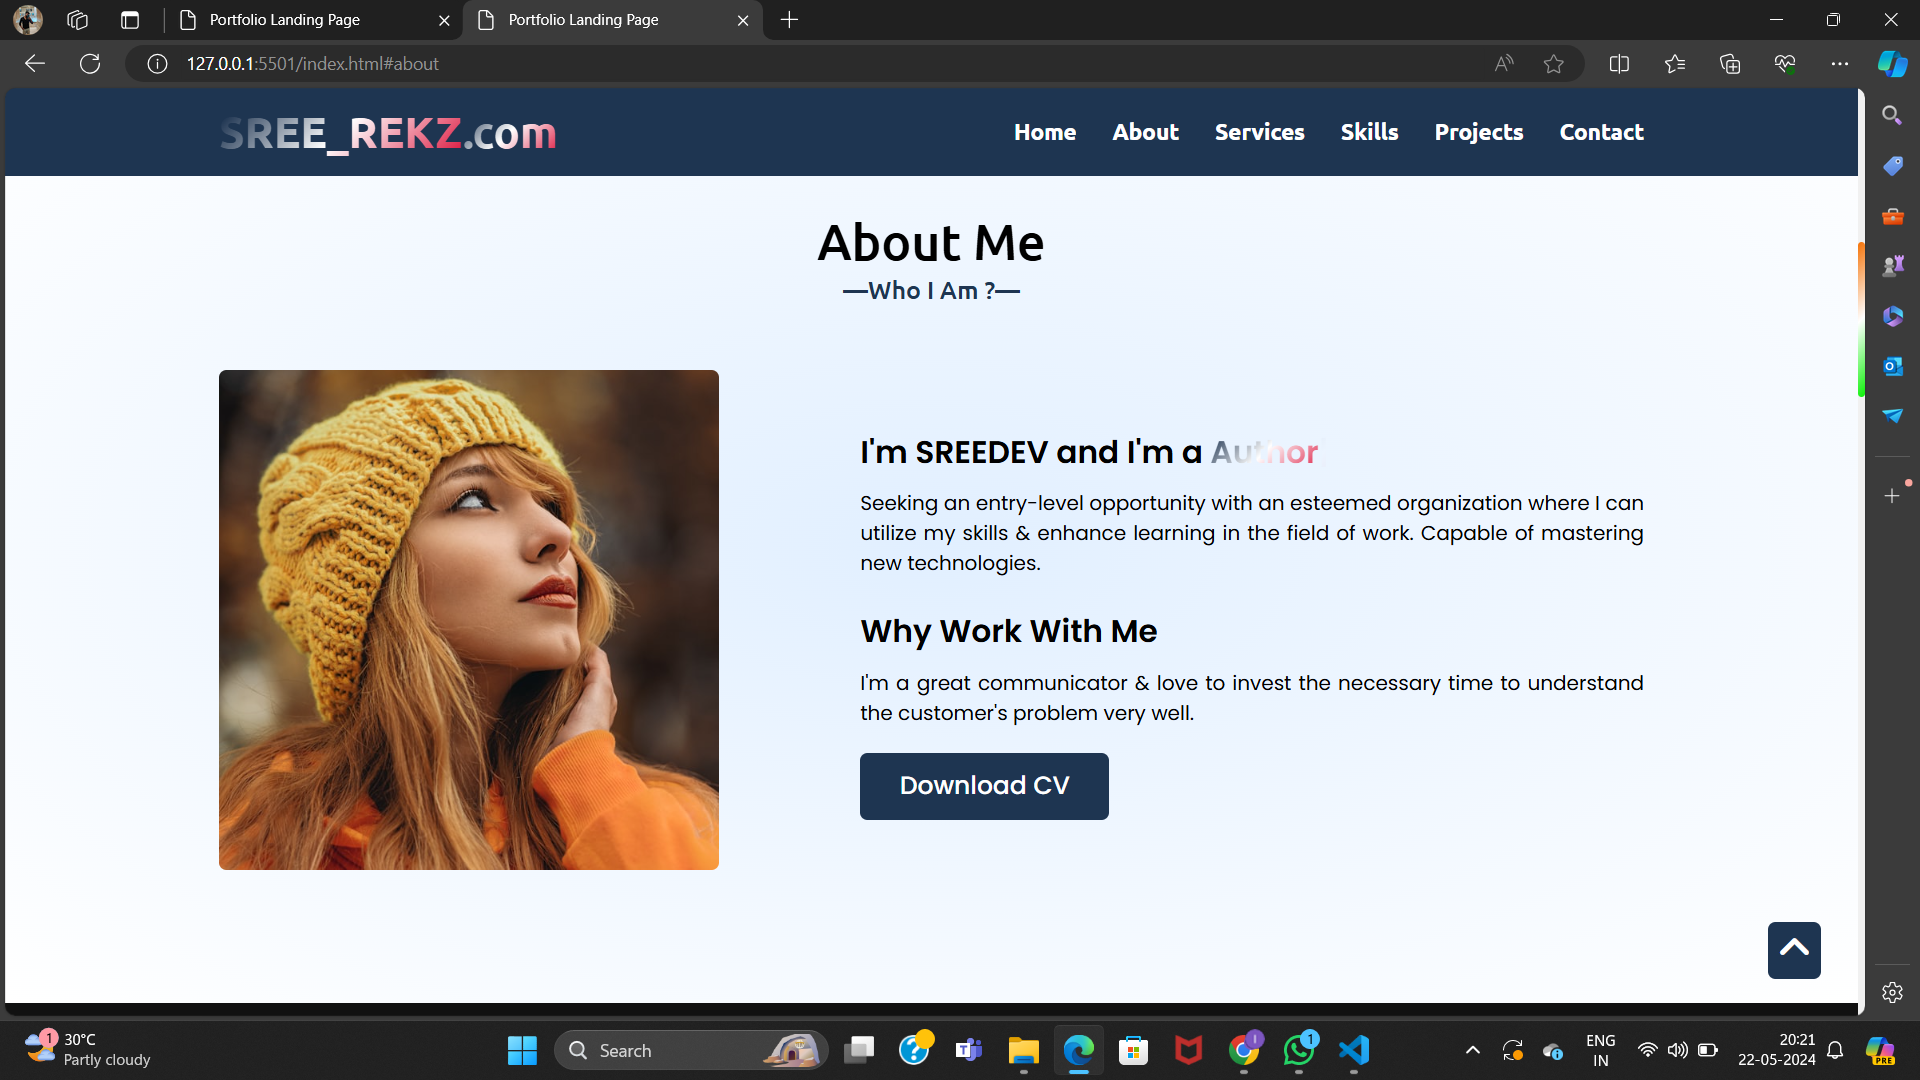 Portfolio Landing Page
Portfolio Landing Page
127.0.0.1:5501/index.html#about
SREE_REKZ.com
Home About Services Skills Projects Contact
About Me
—Who I Am ?—
I'm SREEDEV and I'm a Author
Seeking an entry-level opportunity with an esteemed organization where I can
utilize my skills & enhance learning in the field of work. Capable of mastering
new technologies.
Why Work With Me
I'm a great communicator & love to invest the necessary time to understand
the customer's problem very well.
Download CV
1
30°C
Partly cloudy
Search
1
ENG
IN
20:21
22-05-2024
PRE